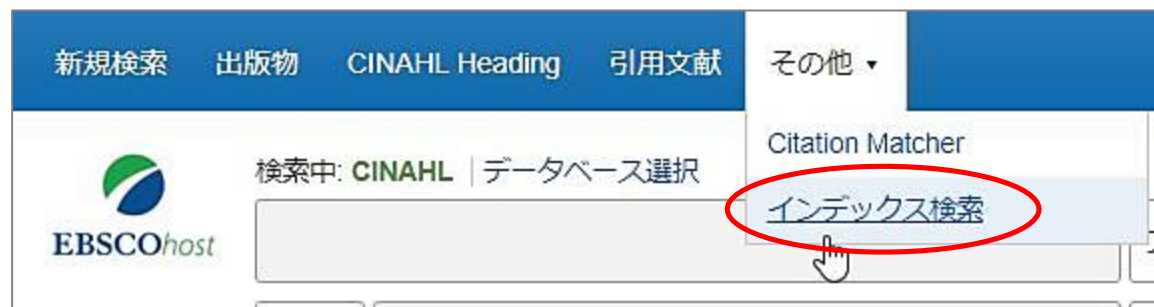 新規検索 出版物 CINAHL Heading 引用文献 その他 ▾
Citation Matcher
検索中: CINAHL | データベース選択
インデックス検索
EBSCOhost